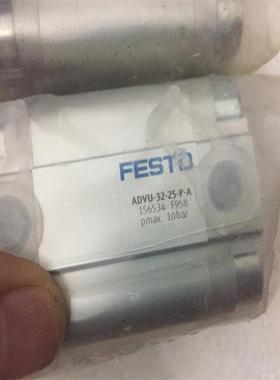 FESTO
ADVU-32-25-P-A
156534 F958
pmax. 10bar